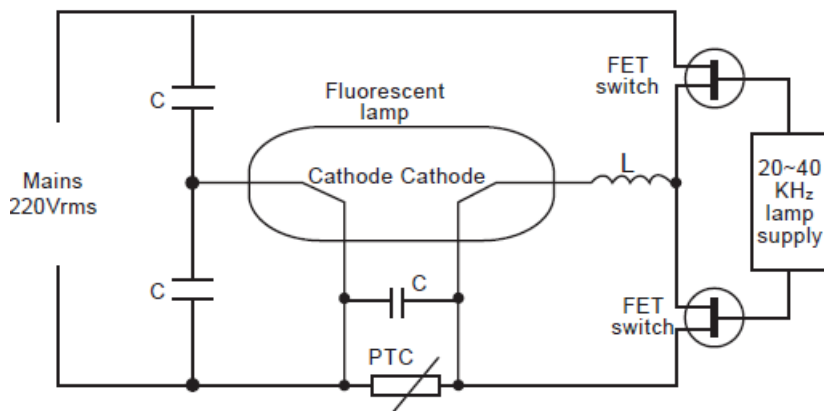 FET
switch
C
Fluorescent
lamp
Mains
220Vrms
Cathode Cathode
L
20~40
KHz
lamp
supply
C
C
FET
switch
PTC